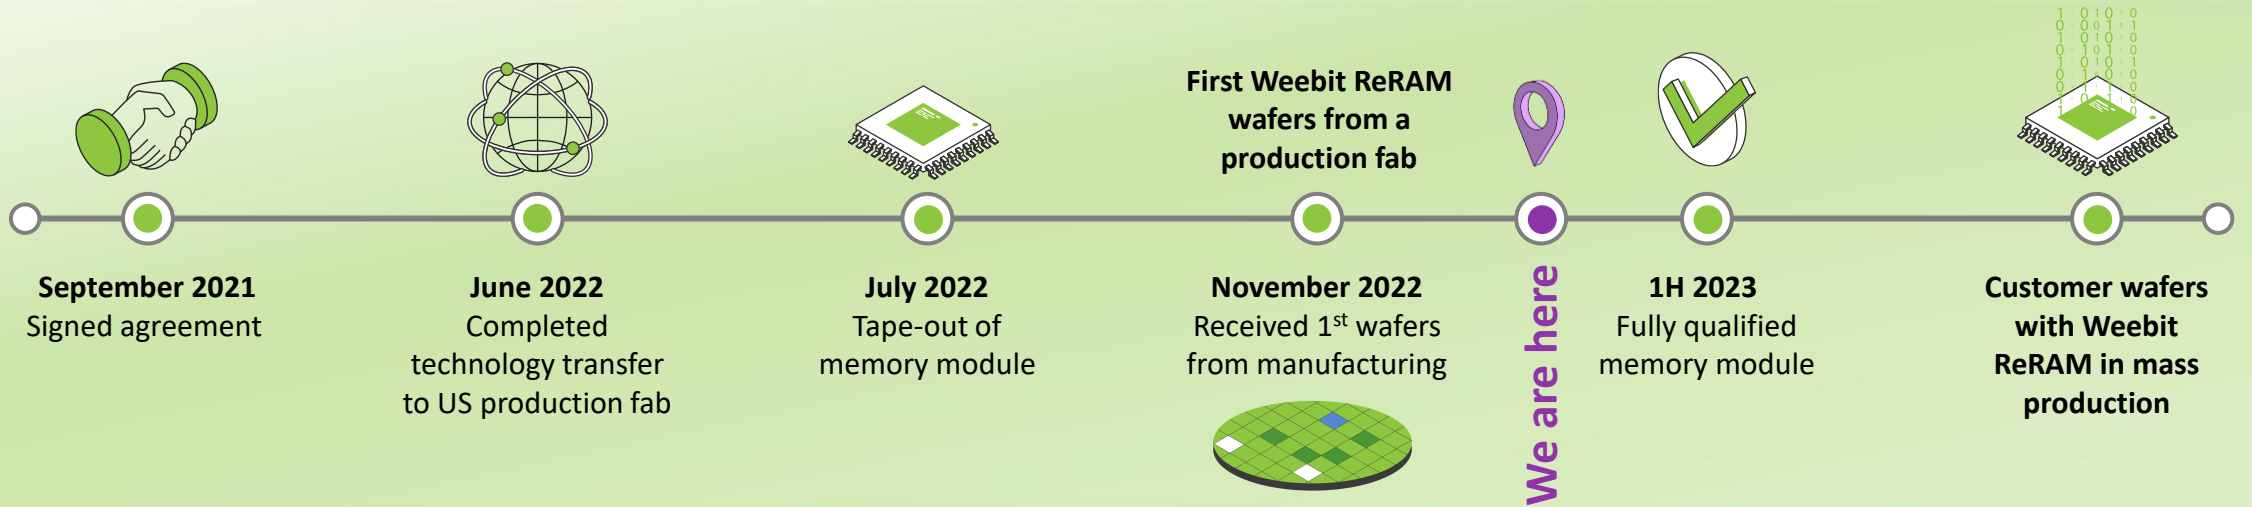 First Weebit ReRAM
wafers from a
production fab
September 2021
Signed agreement
June 2022
Completed
technology transfer
to US production fab
July 2022
Tape-out of
memory module
November 2022
Received 1st wafers
from manufacturing
We are here
1H 2023
Fully qualified
memory module
Customer wafers
with Weebit
ReRAM in mass
production